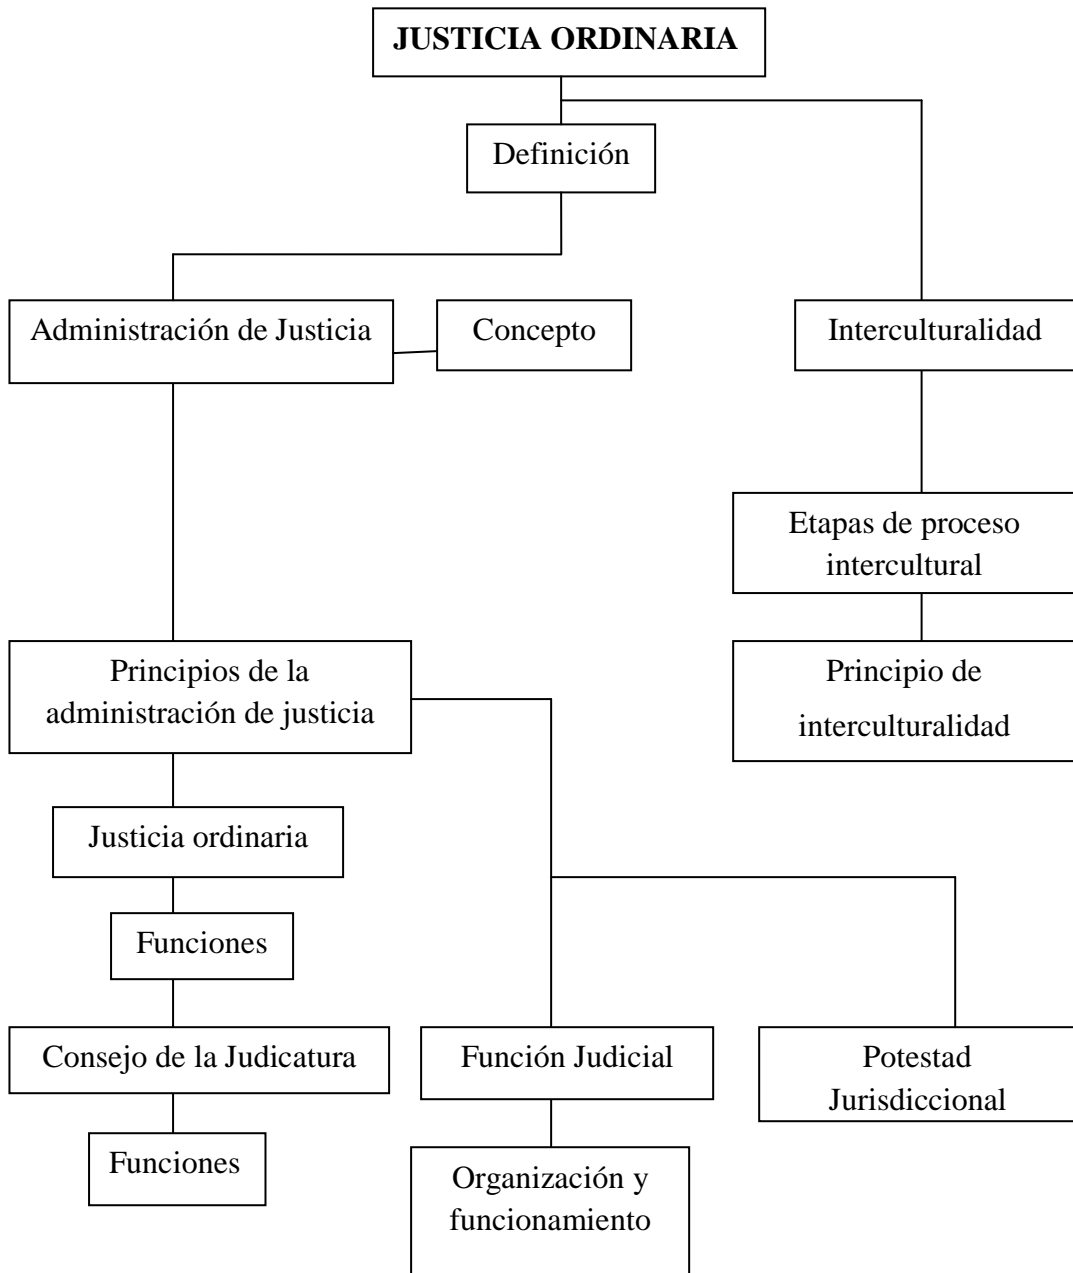 JUSTICIA ORDINARIA
Definición
Administración de Justicia
Concepto
Interculturalidad
Etapas de proceso
intercultural
Principios de la
administración de justicia
Principio de
interculturalidad
Justicia ordinaria
Funciones
Consejo de la Judicatura
Función Judicial
Potestad
Jurisdiccional
Funciones
Organización y
funcionamiento